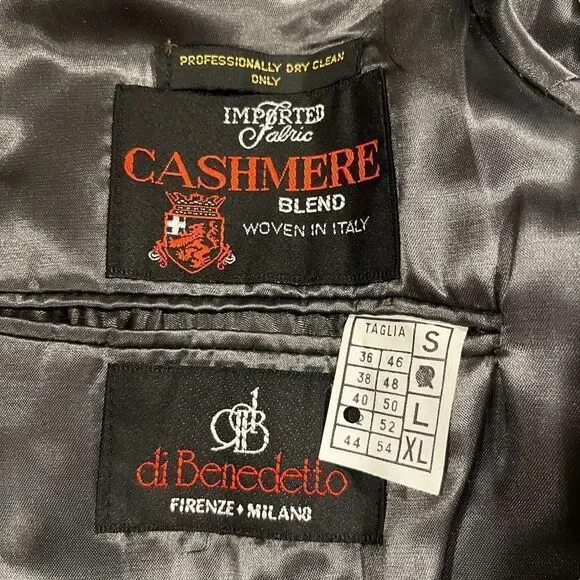 PROFESSIONALLY DRY CLEAN
ONLY
IMPORTED
Fabric
CASHMERE
BLEND
WOVEN IN ITALY
TAGLIA S
36 46
38 48 R
40 50 L
2 52
44 54 XL
di Benedetto
FIRENZE♦MILANO